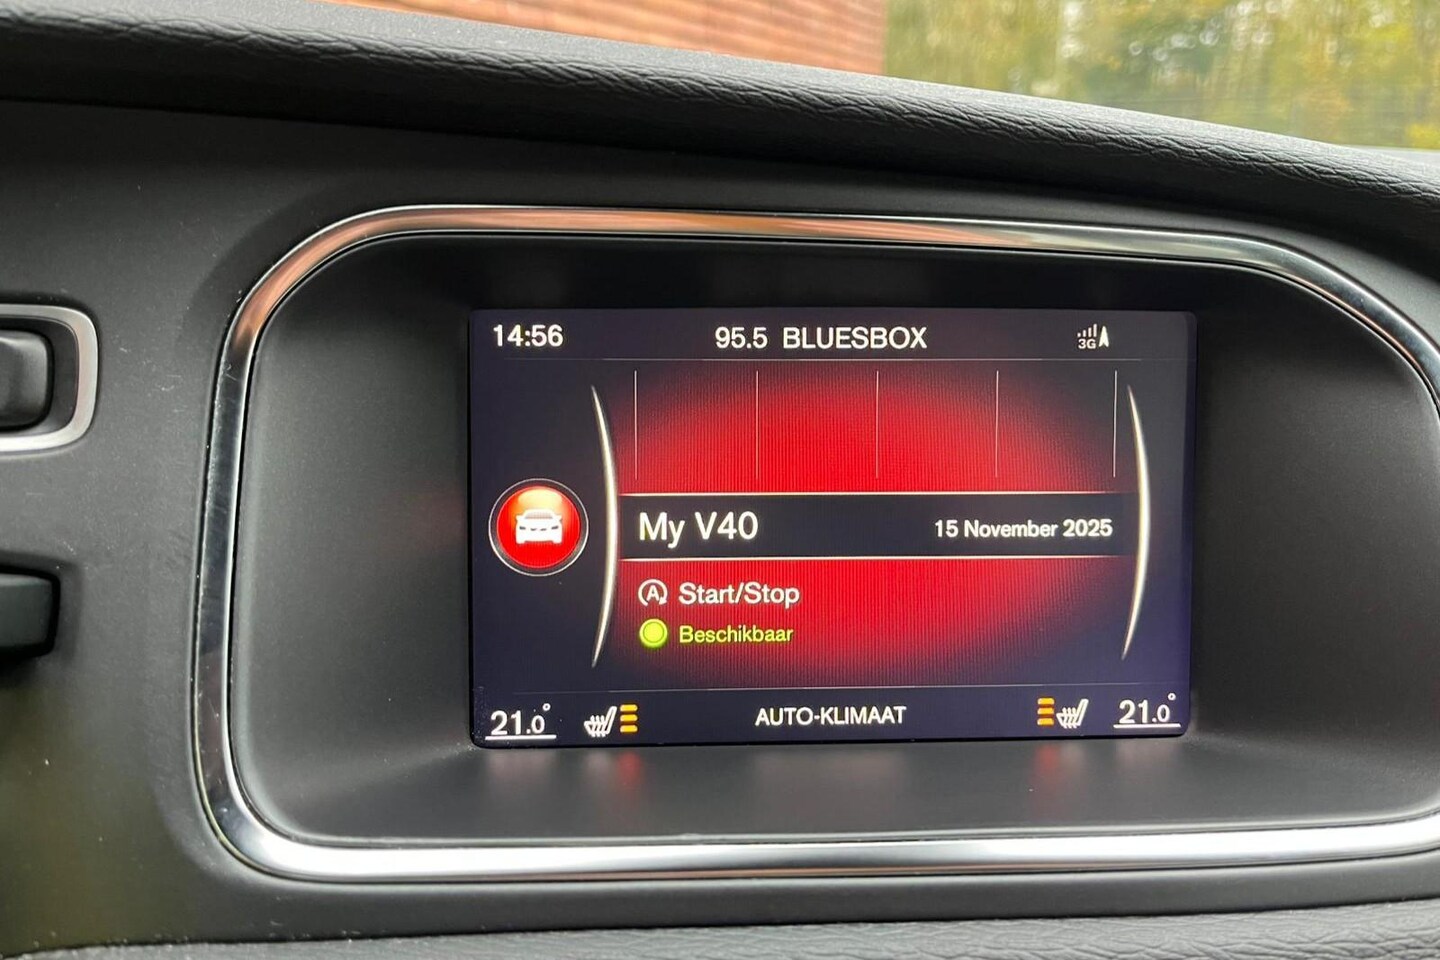 14:56 95.5 BLUESBOX 3G
My V40 15 November 2025
A Start/Stop
Beschikbaar
21.0° AUTO-KLIMAAT 21.0°